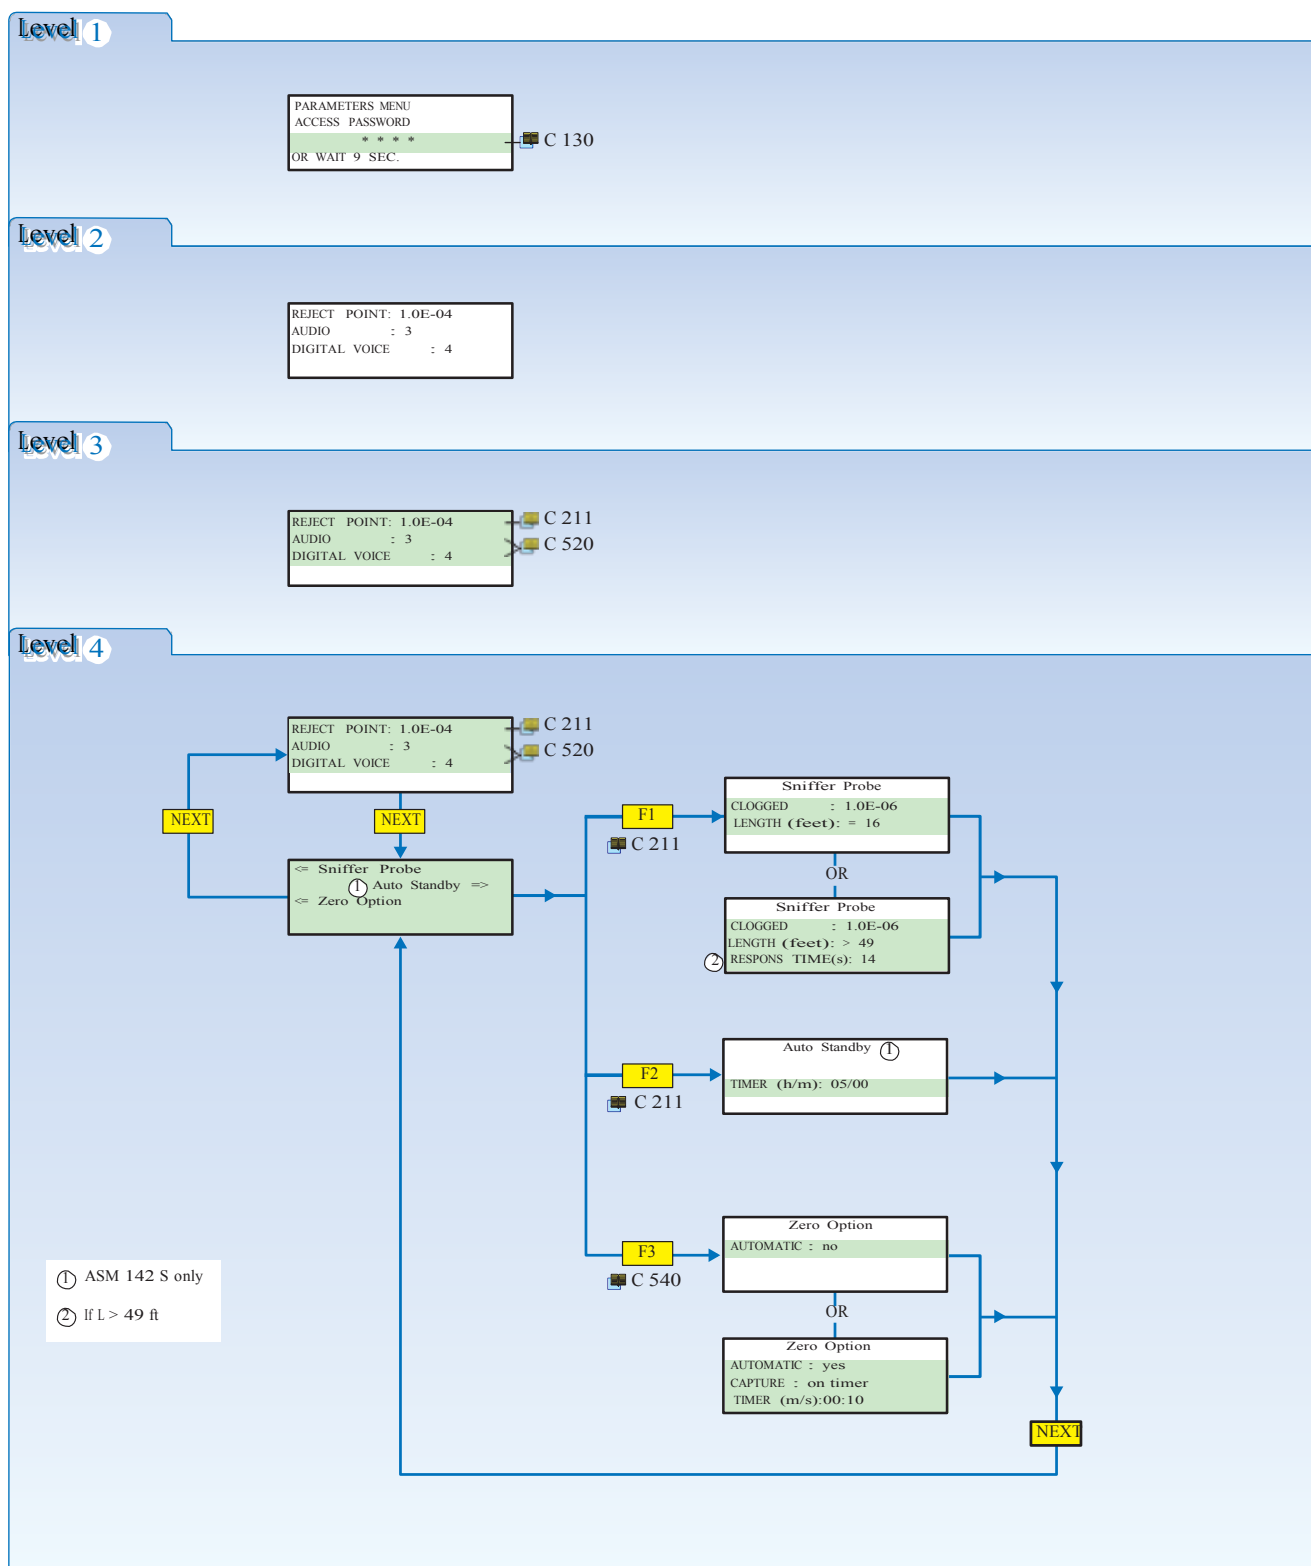 Level 1
PARAMETERS MENU
ACCESS PASSWORD
* * * *
OR WAIT 9 SEC.
C 130
Level 2
REJECT POINT: 1.0E-04
AUDIO : 3
DIGITAL VOICE : 4
Level 3
REJECT POINT: 1.0E-04
AUDIO : 3
DIGITAL VOICE : 4
C 211
C 520
Level 4
REJECT POINT: 1.0E-04
AUDIO : 3
DIGITAL VOICE : 4
C 211
C 520
NEXT
NEXT
<= Sniffer Probe
1 Auto Standby =>
<= Zero Option
F1
C 211
Sniffer Probe
CLOGGED : 1.0E-06
LENGTH (feet): = 16
OR
Sniffer Probe
CLOGGED : 1.0E-06
LENGTH (feet): > 49
2 RESPONS TIME(s): 14
F2
C 211
Auto Standby 1
TIMER (h/m): 05/00
F3
C 540
Zero Option
AUTOMATIC : no
OR
Zero Option
AUTOMATIC : yes
CAPTURE : on timer
TIMER (m/s):00:10
NEXT
1 ASM 142 S only
2 If L > 49 ft